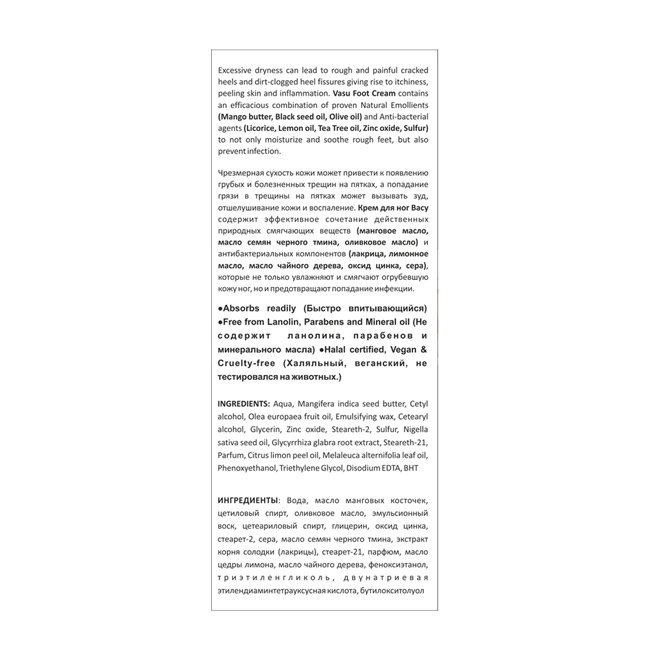 Excessive dryness can lead to rough and painful cracked
heels and dirt-clogged heel fissures giving rise to itchiness,
peeling skin and inflammation. Vasu Foot Cream contains
an efficacious combination of proven Natural Emollients
(Mango butter, Black seed oil, Olive oil) and Anti-bacterial
agents (Licorice, Lemon oil, Tea Tree oil, Zinc oxide, Sulfur)
to not only moisturize and soothe rough feet, but also
prevent infection.
Чрезмерная сухость кожи может привести к появлению
грубых и болезненных трещин на пятках, а попадание
грязи в трещины на пятках может вызывать зуд,
отшелушивание кожи и воспаление. Крем для ног Васу
содержит эффективное сочетание действенных
природных смягчающих веществ (манговое масло,
масло семян черного тмина, оливковое масло) и
антибактериальных компонентов (лакрица, лимонное
масло, масло чайного дерева, оксид цинка, сера),
которые не только увлажняют и смягчают огрубевшую
кожу ног, но и предотвращают попадание инфекции.
●Absorbs readily (Быстро впитывающийся)
●Free from Lanolin, Parabens and Mineral oil (Не
содержит ланолина, парабенов и
минерального масла) ●Halal certified, Vegan &
Cruelty-free (Халяльный, веганский, не
тестировался на животных.)
INGREDIENTS: Aqua, Mangifera indica seed butter, Cetyl
alcohol, Olea europaea fruit oil, Emulsifying wax, Cetearyl
alcohol, Glycerin, Zinc oxide, Steareth-2, Sulfur, Nigella
sativa seed oil, Glycyrrhiza glabra root extract, Steareth-21,
Parfum, Citrus limon peel oil, Melaleuca alternifolia leaf oil,
Phenoxyethanol, Triethylene Glycol, Disodium EDTA, BHT
ИНГРЕДИЕНТЫ: Вода, масло манговых косточек,
цетиловый спирт, оливковое масло, эмульсионный
воск, цетеариловый спирт, глицерин, оксид цинка,
стеарет-2, сера, масло семян черного тмина, экстракт
корня солодки (лакрицы), стеарет-21, парфюм, масло
цедры лимона, масло чайного дерева, феноксиэтанол,
триэтиленгликоль, двунатриевая
этилендиаминтетрауксусная кислота, бутилокситолуол